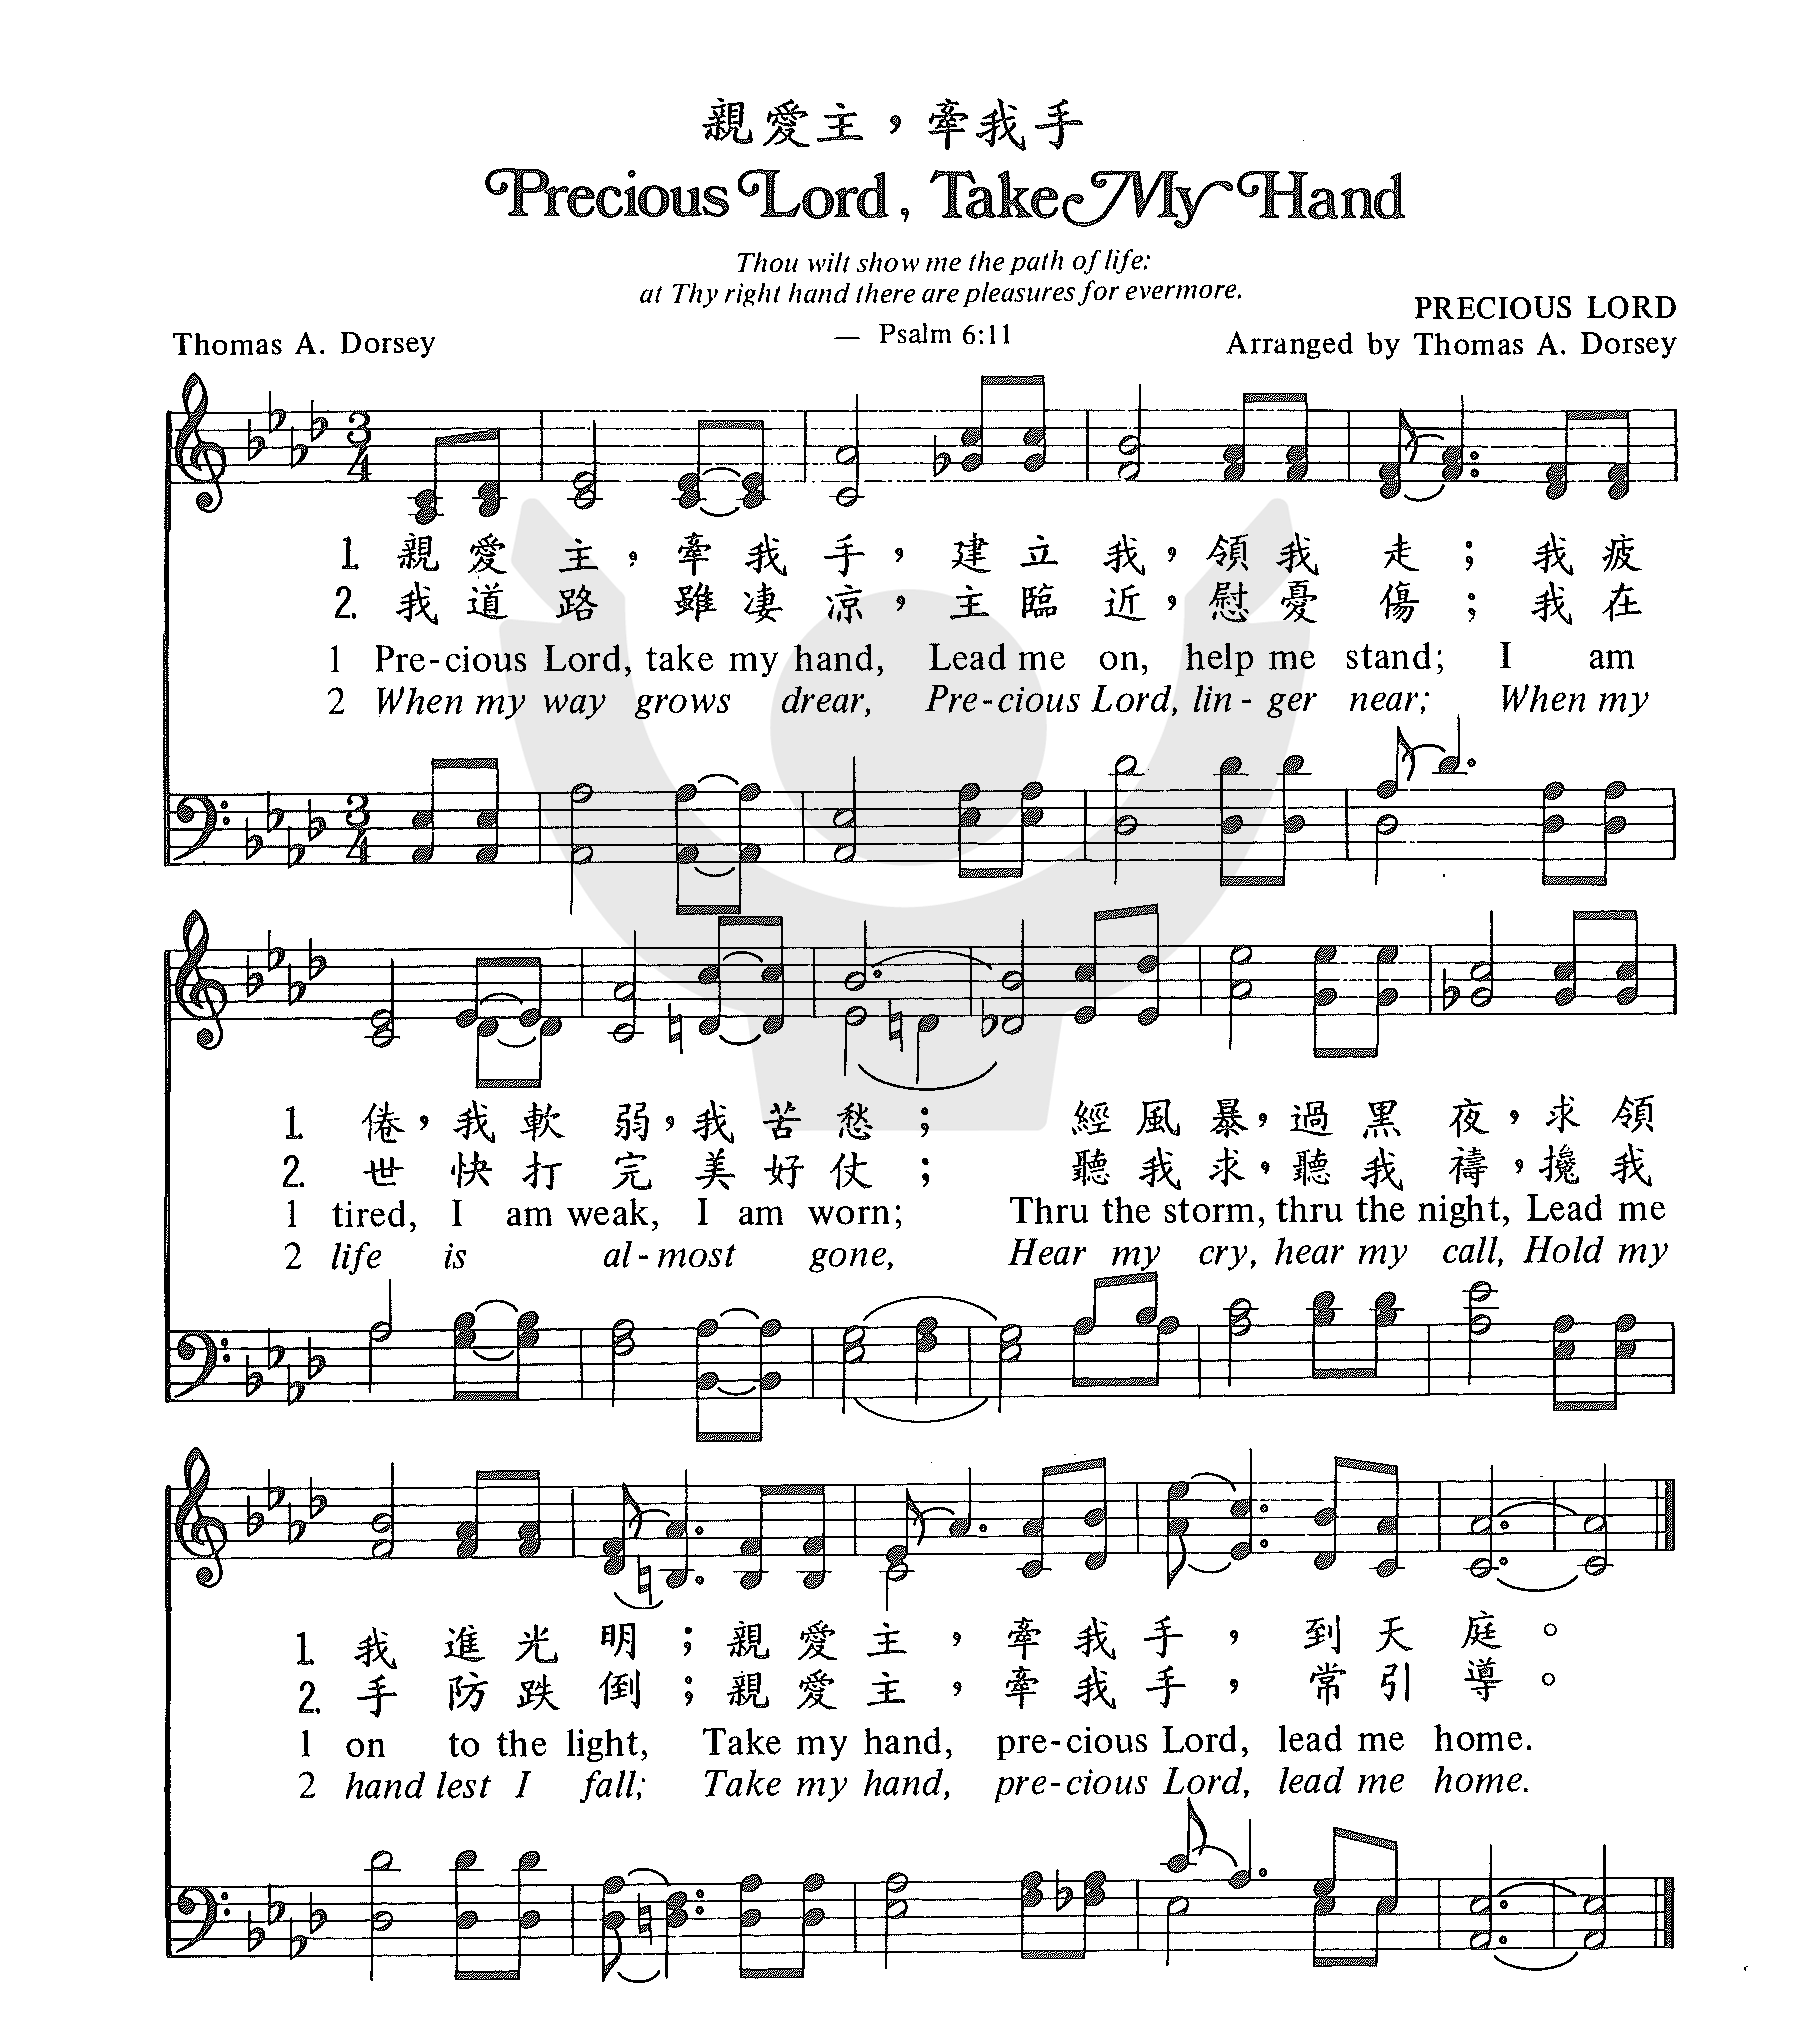 親愛主，牽我手
Precious Lord, Take My Hand
Thou wilt show me the path of life:
at Thy right hand there are pleasures for evermore.
— Psalm 6:11
PRECIOUS LORD
Thomas A. Dorsey
Arranged by Thomas A. Dorsey
1. 親愛主，牽我手，建立我，領我走；我疲
2. 我道路雖凄凉，主臨近，慰憂傷；我在
1 Pre-cious Lord, take my hand, Lead me on, help me stand; I am
2 When my way grows drear, Pre-cious Lord, lin-ger near; When my
1. 倦，我軟弱，我苦愁；經風暴，過黑夜，求領
2. 世快打完美好仗；聽我求，聽我禱，攙我
1 tired, I am weak, I am worn; Thru the storm, thru the night, Lead me
2 life is al-most gone, Hear my cry, hear my call, Hold my
1. 我進光明；親愛主，牽我手，到天庭。
2. 手防跌倒；親愛主，牽我手，常引導。
1 on to the light, Take my hand, pre-cious Lord, lead me home.
2 hand lest I fall; Take my hand, pre-cious Lord, lead me home.